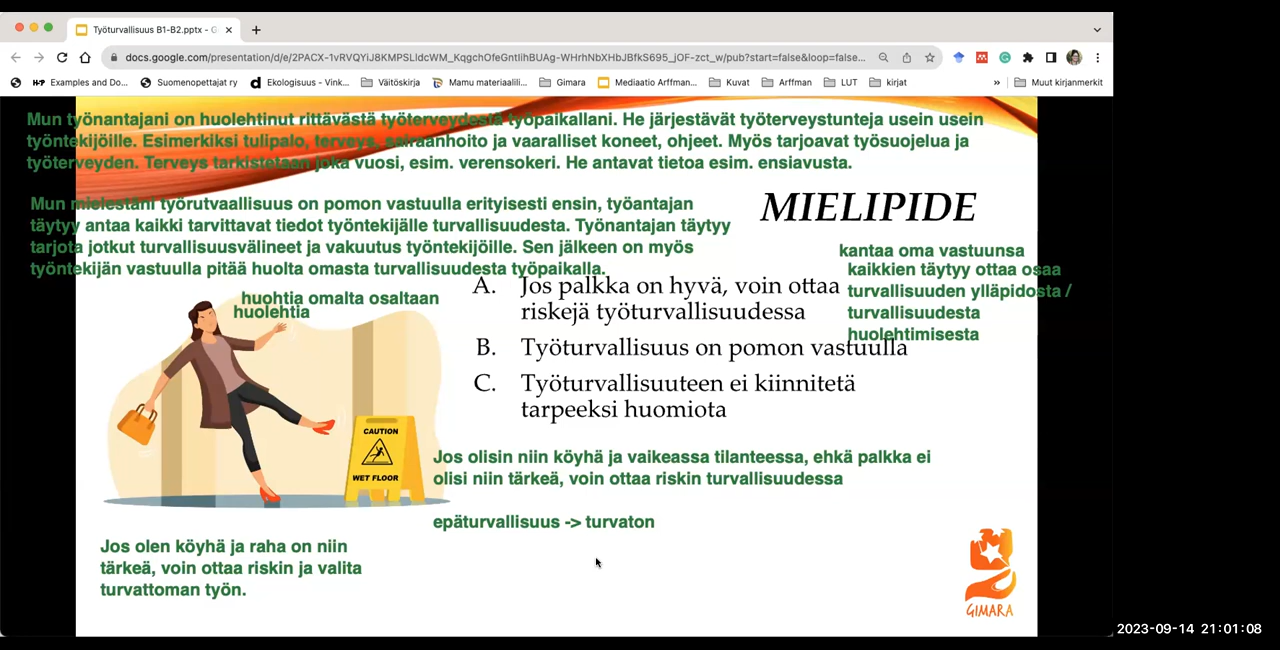 Työturvallisuus B1-B2.pptx - G
docs.google.com/presentation/d/e/2PACX-1vRVQYiJ8KMPSLldcWM_KqgchOfeGntIihBUAg-WHrhNbXHbJBfkS695_jOF-zct_w/pub?start=false&loop=false...
Examples and Do... Suomenopettajat ry Ekologisuus - Vink... Väitöskirja Mamu materiaalili... Gimara Mediaatio Arffman... Kuvat Arffman LUT kirjat » Muut kirjanmerkit
Mun työnantajani on huolehtinut rittävästä työterveydestä työpaikallani. He järjestävät työterveystunteja usein usein
työntekijöille. Esimerkiksi tulipalo, terveys, sairaanhoito ja vaaralliset koneet, ohjeet. Myös tarjoavat työsuojelua ja
työterveyden. Terveys tarkistetaan joka vuosi, esim. verensokeri. He antavat tietoa esim. ensiavusta.
Mun mielestäni työrutvaallisuus on pomon vastuulla erityisesti ensin, työantajan
täytyy antaa kaikki tarvittavat tiedot työntekijälle turvallisuudesta. Työnantajan täytyy
tarjota jotkut turvallisuusvälineet ja vakuutus työntekijöille. Sen jälkeen on myös
työntekijän vastuulla pitää huolta omasta turvallisuudesta työpaikalla.
MIELIPIDE
kantaa oma vastuunsa
kaikkien täytyy ottaa osaa
turvallisuuden ylläpidosta /
turvallisuudesta
huolehtimisesta
huohtia omalta osaltaan
huolehtia
A. Jos palkka on hyvä, voin ottaa
riskejä työturvallisuudessa
B. Työturvallisuus on pomon vastuulla
C. Työturvallisuuteen ei kiinnitetä
tarpeeksi huomiota
CAUTION
WET FLOOR
Jos olisin niin köyhä ja vaikeassa tilanteessa, ehkä palkka ei
olisi niin tärkeä, voin ottaa riskin turvallisuudessa
epäturvallisuus -> turvaton
Jos olen köyhä ja raha on niin
tärkeä, voin ottaa riskin ja valita
turvattoman työn.
GIMARA
2023-09-14 21:01:08